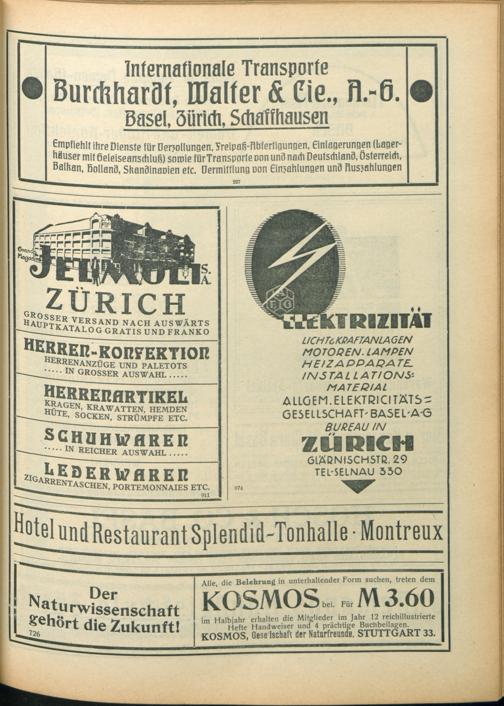 Internationale Transporte
Burckhardt, Walter & Cie., A.-G.
Basel, Zürich, Schaffhausen
Empfiehlt ihre Dienste für Verzollungen, Freipaß-Abfertigungen, Einlagerungen (Lager-
häuser mit Geleiseanschluß) sowie für Transporte von und nach Deutschland, Österreich,
Balkan, Holland, Skandinavien etc. Vermittlung von Einzahlungen und Auszahlungen
Grands
Magasins
JELMOLI S.A.
ZÜRICH
GROSSER VERSAND NACH AUSWÄRTS
HAUPTKATALOG GRATIS UND FRANKO
HERREN-KONFEKTION
HERRENANZÜGE UND PALETOTS
..... IN GROSSER AUSWAHL .....
HERRENARTIKEL
KRAGEN, KRAWATTEN, HEMDEN
HÜTE, SOCKEN, STRÜMPFE ETC.
SCHUHWAREN
..... IN REICHER AUSWAHL .....
LEDERWAREN
ZIGARRENTASCHEN, PORTEMONNAIES ETC.
911
ELEKTRIZITÄT
LICHT & KRAFTANLAGEN
MOTOREN. LAMPEN
HEIZAPPARATE
INSTALLATIONS=
MATERIAL
ALLGEM. ELEKTRICITÄTS=
GESELLSCHAFT·BASEL·A·G
BUREAU IN
ZÜRICH
GLÄRNISCHSTR. 29
TEL·SELNAU 330
974
Hotel und Restaurant Splendid-Tonhalle · Montreux
Der
Naturwissenschaft
gehört die Zukunft!
726
Alle, die Belehrung in unterhaltender Form suchen, treten dem
KOSMOS bei. Für M 3.60
im Halbjahr erhalten die Mitglieder im Jahr 12 reichillustrierte
Hefte Handweiser und 4 prächtige Buchbeilagen.
KOSMOS, Gesellschaft der Naturfreunde, STUTTGART 33.